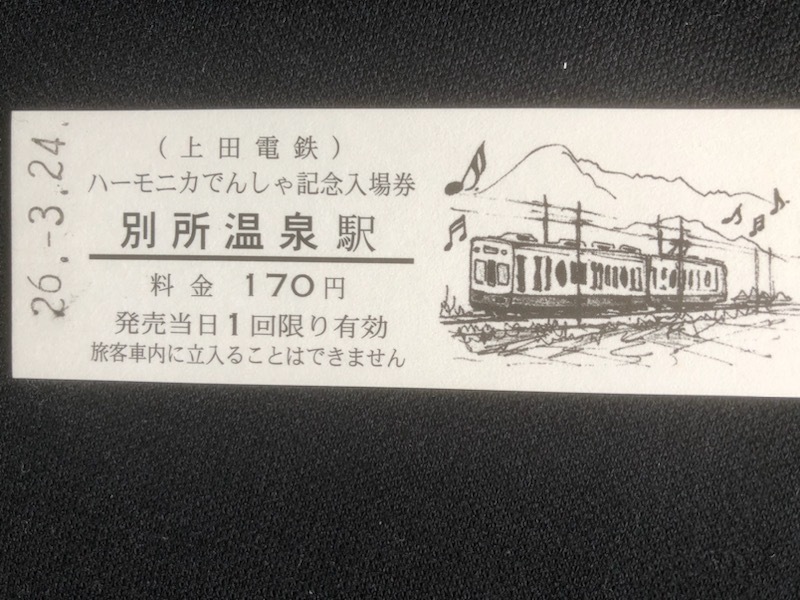 26.-3.24.
(上田電鉄)
ハーモニカでんしゃ記念入場券
別所温泉駅
料金 170円
発売当日1回限り有効
旅客車内に立入ることはできません